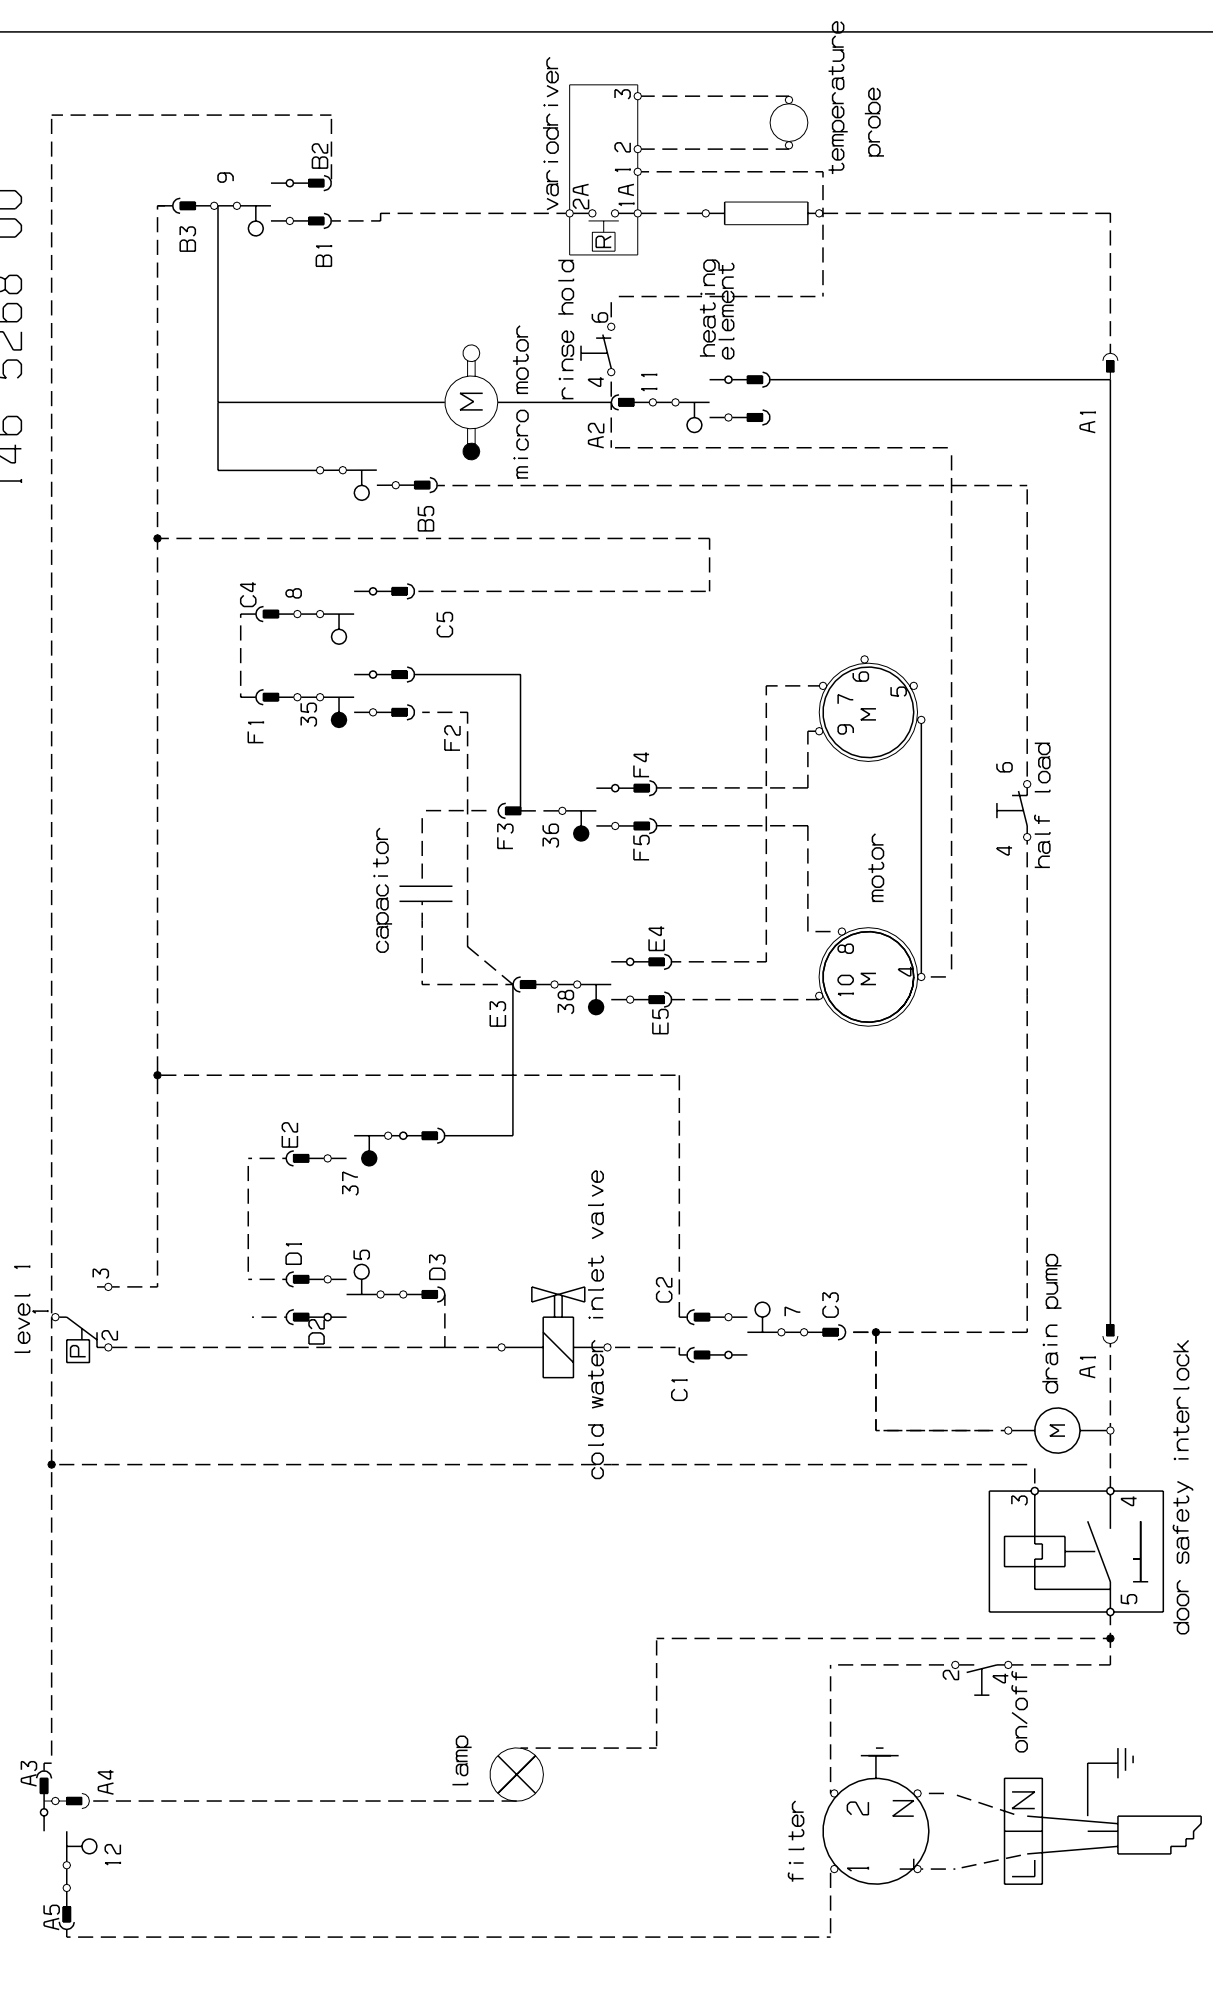 146 5268 00
level 1
A5
A3
1
12
A4
2
P
3
B3
9
D2
D1
E2
F1
C4
B1
B2
37
5
35
8
capacitor
D3
F2
C5
B5
lamp
E3
F3
micro motor
variodriver
38
36
rinse hold
2A
cold water inlet valve
A2
4
6
R
E5
E4
F5
F4
11
1A
1
2
3
C1
C2
heating
element
7
filter
C3
1
2
10
8
9
7
6
temperature
M
M
M
motor
probe
L
N
4
5
2
4
on/off
L
N
3
4
6
drain pump
half load
M
A1
A1
5
4
door safety interlock